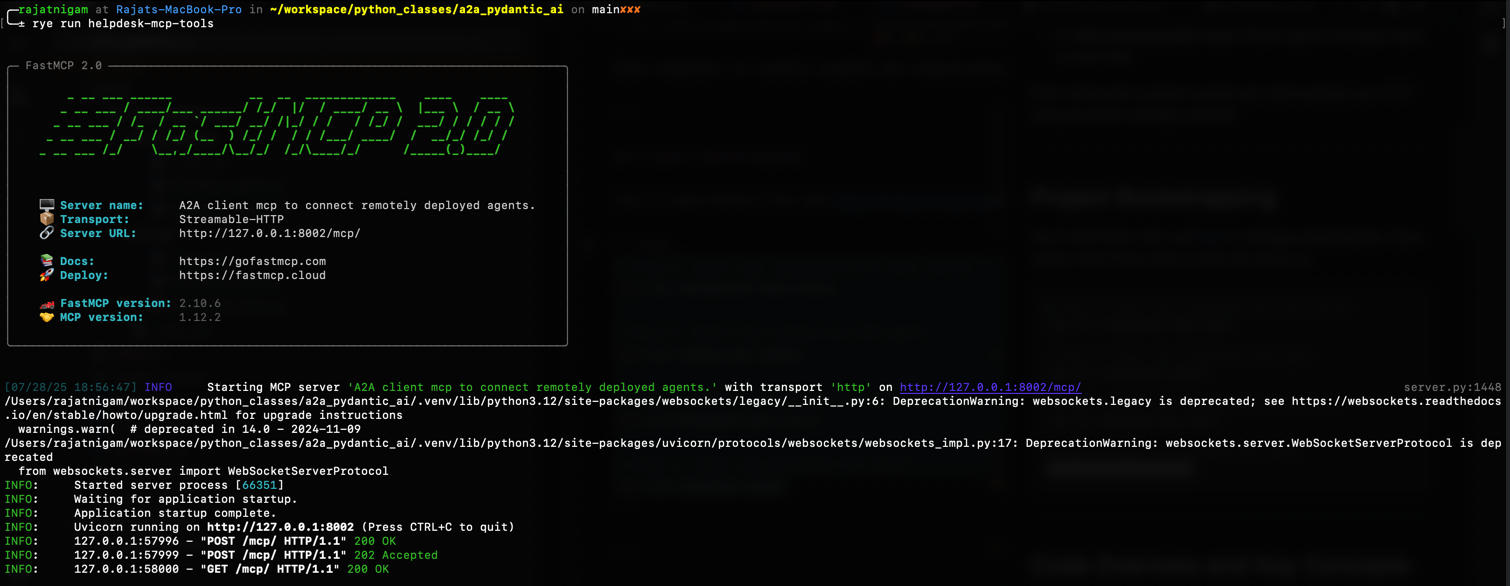 rajatnigam at Rajats-MacBook-Pro in ~/workspace/python_classes/a2a_pydantic_ai on main✘✘✘
± rye run helpdesk-mcp-tools
FastMCP 2.0
FastMCP 2.0
Server name: A2A client mcp to connect remotely deployed agents.
Transport: Streamable-HTTP
Server URL: http://127.0.0.1:8002/mcp/
Docs: https://gofastmcp.com
Deploy: https://fastmcp.cloud
FastMCP version: 2.10.6
MCP version: 1.12.2
[07/28/25 18:56:47] INFO Starting MCP server 'A2A client mcp to connect remotely deployed agents.' with transport 'http' on http://127.0.0.1:8002/mcp/ server.py:1448
/Users/rajatnigam/workspace/python_classes/a2a_pydantic_ai/.venv/lib/python3.12/site-packages/websockets/legacy/__init__.py:6: DeprecationWarning: websockets.legacy is deprecated; see https://websockets.readthedocs
.io/en/stable/howto/upgrade.html for upgrade instructions
warnings.warn(  # deprecated in 14.0 - 2024-11-09
/Users/rajatnigam/workspace/python_classes/a2a_pydantic_ai/.venv/lib/python3.12/site-packages/uvicorn/protocols/websockets/websockets_impl.py:17: DeprecationWarning: websockets.server.WebSocketServerProtocol is dep
recated
from websockets.server import WebSocketServerProtocol
INFO: Started server process [66351]
INFO: Waiting for application startup.
INFO: Application startup complete.
INFO: Uvicorn running on http://127.0.0.1:8002 (Press CTRL+C to quit)
INFO: 127.0.0.1:57996 - "POST /mcp/ HTTP/1.1" 200 OK
INFO: 127.0.0.1:57999 - "POST /mcp/ HTTP/1.1" 202 Accepted
INFO: 127.0.0.1:58000 - "GET /mcp/ HTTP/1.1" 200 OK